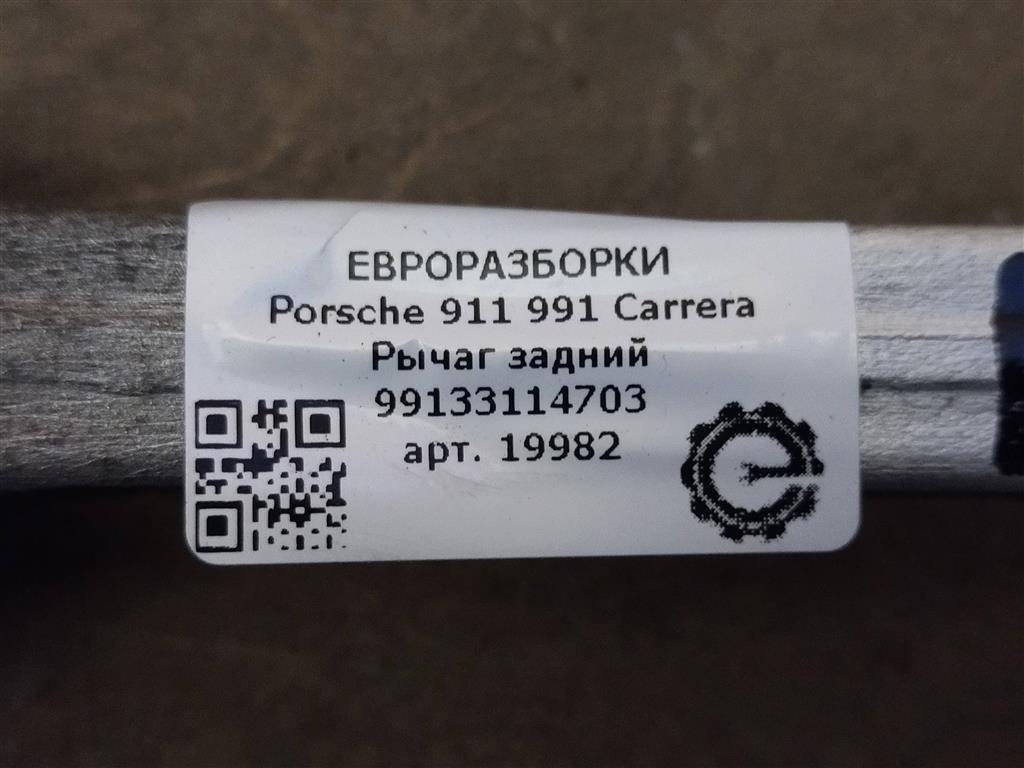 ЕВРОРАЗБОРКИ
Porsche 911 991 Carrera
Рычаг задний
99133114703
арт. 19982